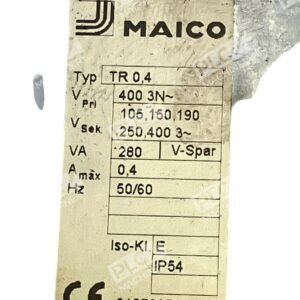 MAICO
Typ TR 0,4
V Pri 400 3N~
V sek 105,150,190
250,400 3~
VA 280 V-Spar
A max 0,4
Hz 50/60
Iso-Kl. E
IP54
CE